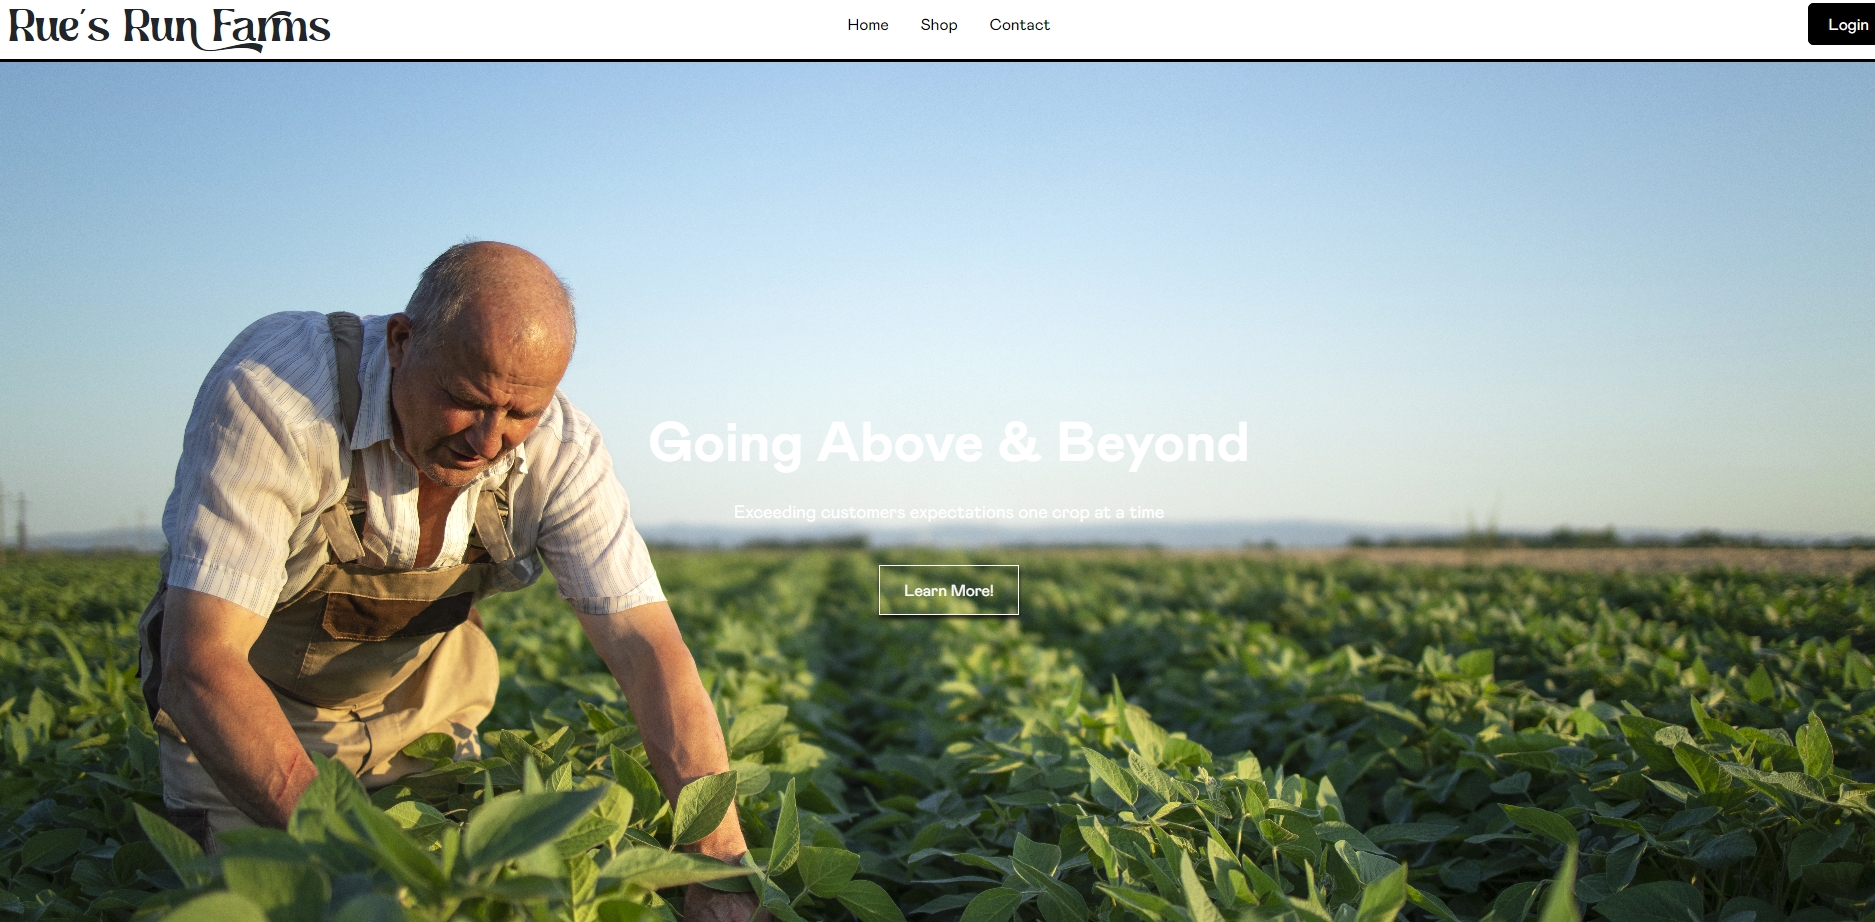 Rue's Run Farms
Home Shop Contact
Login
Going Above & Beyond
Exceeding customers expectations one crop at a time
Learn More!